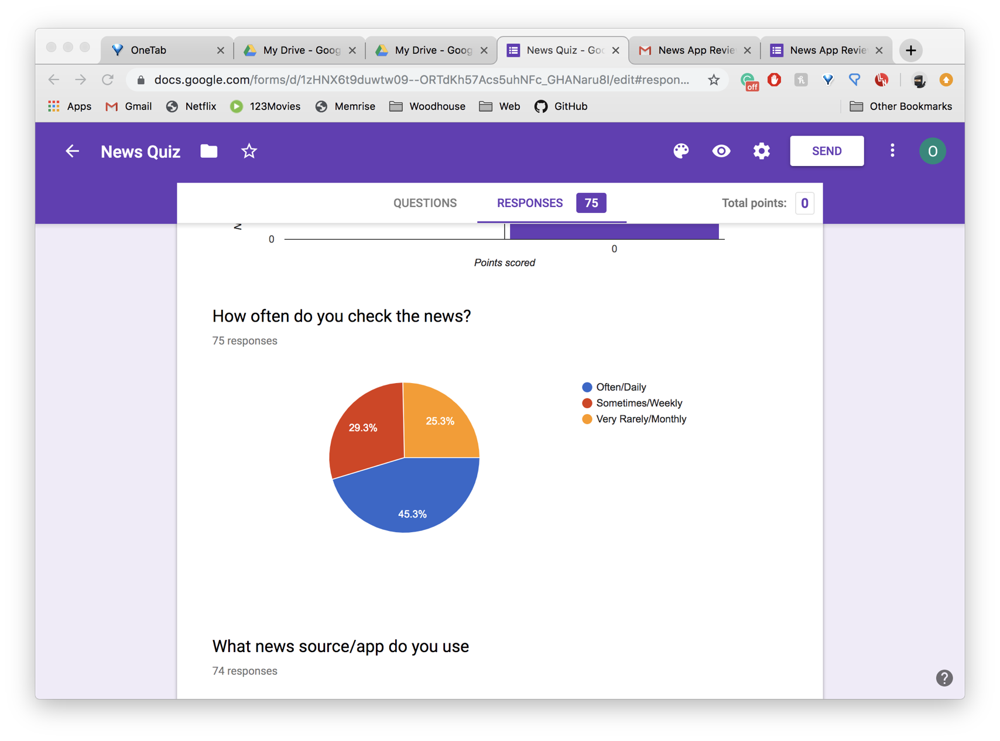 OneTab
My Drive - Goog
My Drive - Goog
News Quiz - Goo
News App Revie
News App Revie
docs.google.com/forms/d/1zHNX6t9duwtw09--ORTdKh57Acs5uhNFc_GHANaru8I/edit#respon...
off
Apps
Gmail
Netflix
123Movies
Memrise
Woodhouse
Web
GitHub
Other Bookmarks
News Quiz
SEND
O
QUESTIONS
RESPONSES 75
Total points: 0
N
0
0
Points scored
How often do you check the news?
75 responses
29.3%
25.3%
45.3%
Often/Daily
Sometimes/Weekly
Very Rarely/Monthly
What news source/app do you use
74 responses